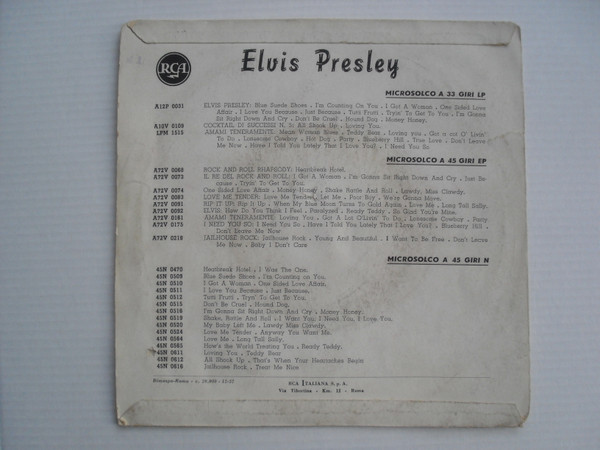 RCA
Elvis Presley
MICROSOLCO A 33 GIRI LP
A12P 0051 ELVIS PRESLEY: Blue Suede Shoes . I'm Counting On You . I Got A Woman . One Sided Love
Affair . I Love You Because . Just Because . Tutti Frutti . Tryin' To Get To You . I'm Gonna
Sit Right Down And Cry . Don't Be Cruel . Hound Dog . Money Honey.
COCKTAIL DI SUCCESSI N. 3: All Shook Up . Loving You.
LPM 1515 AMAMI TENERAMENTE: Mean Woman Blues . Teddy Bear . Loving you . Got a lot O' Livin'
To Do . Lonesome Cowboy . Hot Dog . Party . Blueberry Hill . True Love . Don't Leave
Me Now . Have I Told You Lately That I Love You? . I Need You So
MICROSOLCO A 45 GIRI EP
A72V ROCK AND ROLL RHAPSODY: Heartbreak Hotel.
A72V 0073 IL RE DEL ROCK AND ROLL: I Got A Woman . I'm Gonna Sit Right Down And Cry . Just Be-
cause . Tryin' To Get To You.
A72V 0074 One Sided Love Affair . Money Honey . Shake Rattle And Roll . Lawdy, Miss Clawdy.
A72V LOVE ME TENDER: Love Me Tender . Let Me . Poor Boy . We're Gonna Move.
A72V 0091 RIP IT UP: Rip It Up . When My Blue Moon Turns To Gold Again . Love Me . Long Tall Sally.
A72V 0092 ELVIS: How Do You Think I Feel . Paralyzed . Ready Teddy . So Glad You're Mine.
A72V 0161 AMAMI TENERAMENTE: Loving You . Got A Lot O'Livin' To Do . Lonesome Cowboy . Party
A72V 0175 I NEED YOU SO: I Need You So . Have I Told You Lately That I Love You? . Blueberry Hill .
Don't Leave Me Now
A72V 0218 JAILHOUSE ROCK: Jailhouse Rock . Young And Beautiful . I Want To Be Free . Don't Leave
Me Now . Baby I Don't Care
MICROSOLCO A 45 GIRI N
45N 0470 Heartbreak Hotel . I Was The One.
45N 0509 Blue Suede Shoes . I'm Counting on You.
45N 0510 I Got A Woman . One Sided Love Affair.
45N 0511 I Love You Because . Just Because.
45N 0512 Tutti Frutti . Tryin' To Get To You.
45N 0515 Don't Be Cruel . Hound Dog.
45N 0516 I'm Gonna Sit Right Down And Cry . Money Honey.
45N 0519 Shake, Rattle And Roll . I Want You; I Need You, I Love You.
45N My Baby Left Me . Lawdy Miss Clawdy.
45N 0524 Love Me Tender . Anyway You Want Me.
45N 0564 Love Me . Long Tall Sally.
45N How's the World Treating You . Ready Teddy.
45N 0611 Loving You . Teddy Bear
45N 0612 All Shook Up . That's When Your Heartaches Begin
45N 0616 Jailhouse Rock . Treat Me Nice
RCA ITALIANA S.p.A.
Via Tiburtina - Km. 12 - Roma